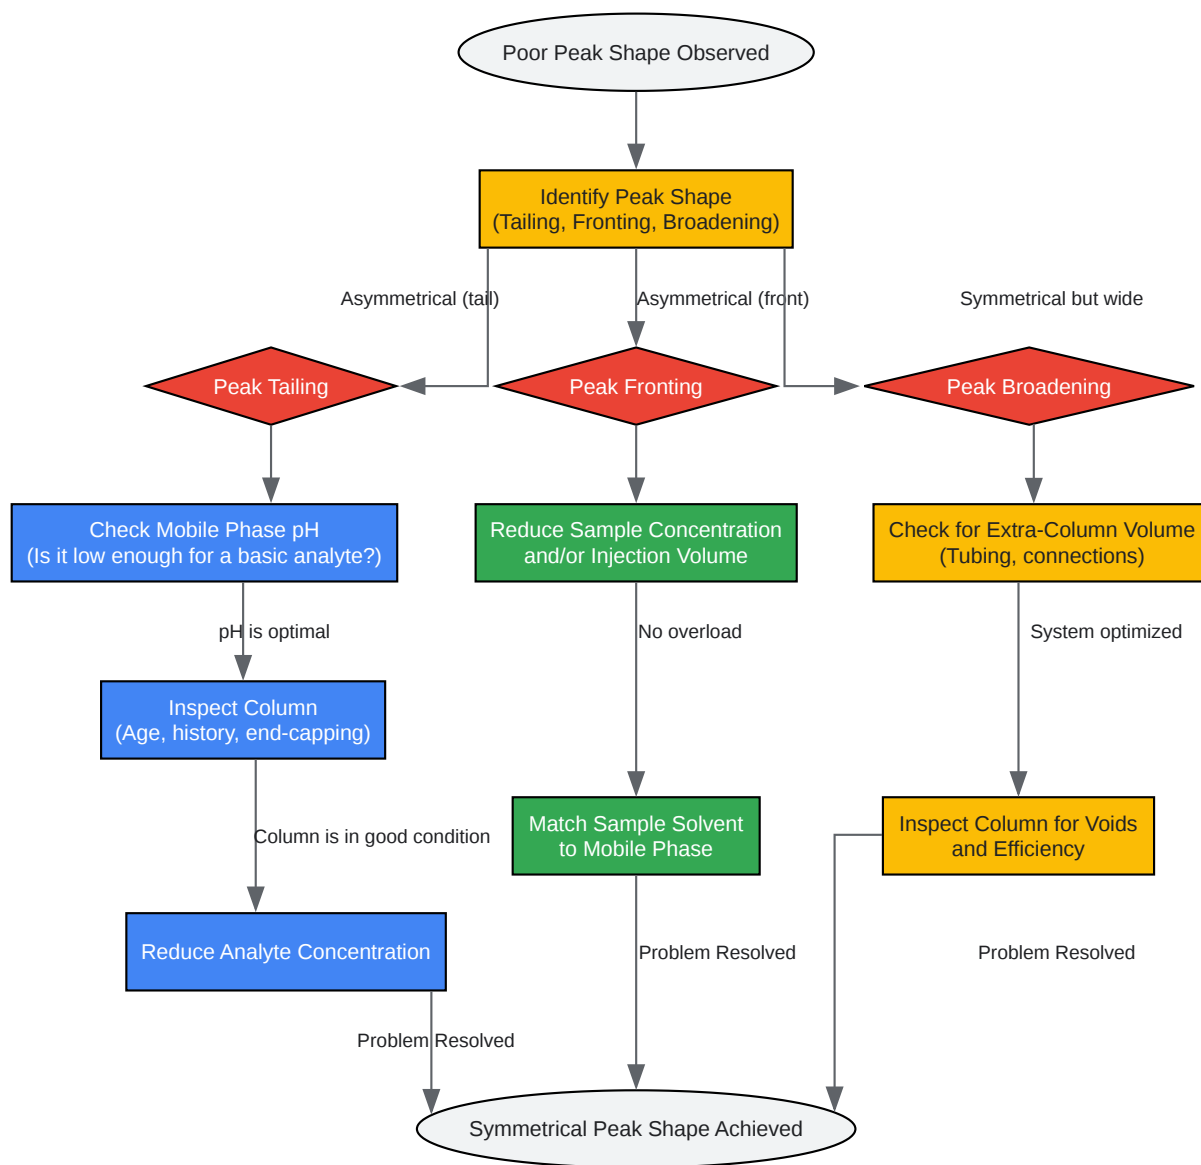 Poor Peak Shape Observed
Identify Peak Shape
(Tailing, Fronting, Broadening)
Asymmetrical (tail)
Asymmetrical (front)
Symmetrical but wide
Peak Tailing
Peak Fronting
Peak Broadening
Check Mobile Phase pH
(Is it low enough for a basic analyte?)
Reduce Sample Concentration
and/or Injection Volume
Check for Extra-Column Volume
(Tubing, connections)
pH is optimal
No overload
System optimized
Inspect Column
(Age, history, end-capping)
Match Sample Solvent
to Mobile Phase
Inspect Column for Voids
and Efficiency
Column is in good condition
Reduce Analyte Concentration
Problem Resolved
Problem Resolved
Problem Resolved
Symmetrical Peak Shape Achieved